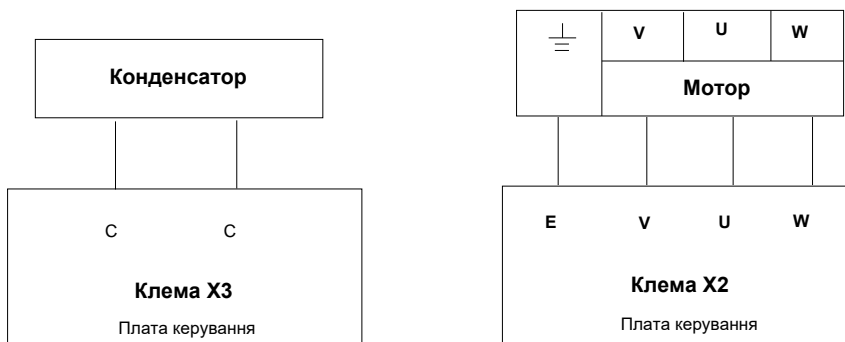 Конденсатор
C C
Клема X3
Плата керування
V U W
Мотор
E V U W
Клема X2
Плата керування